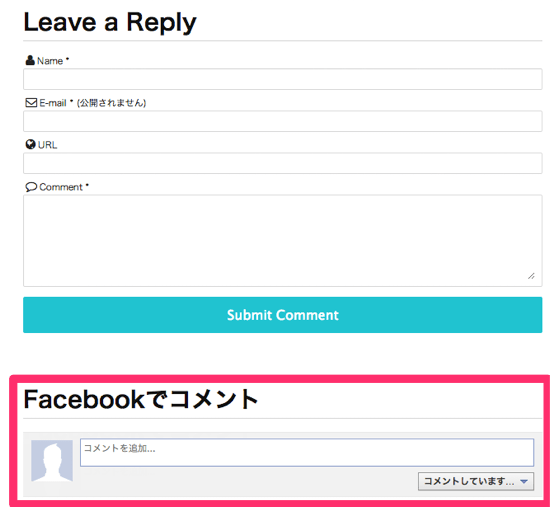 Leave a Reply
Name *
E-mail * (公開されません)
URL
Comment *
Submit Comment
Facebookでコメント
コメントを追加...
コメントしています...